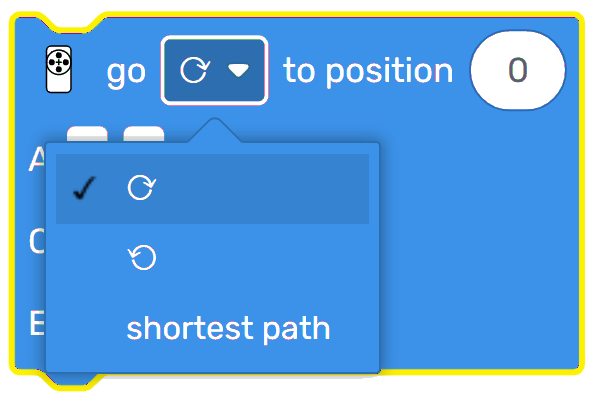 go ↻ to position 0
A
✓ ↻
↺
shortest path